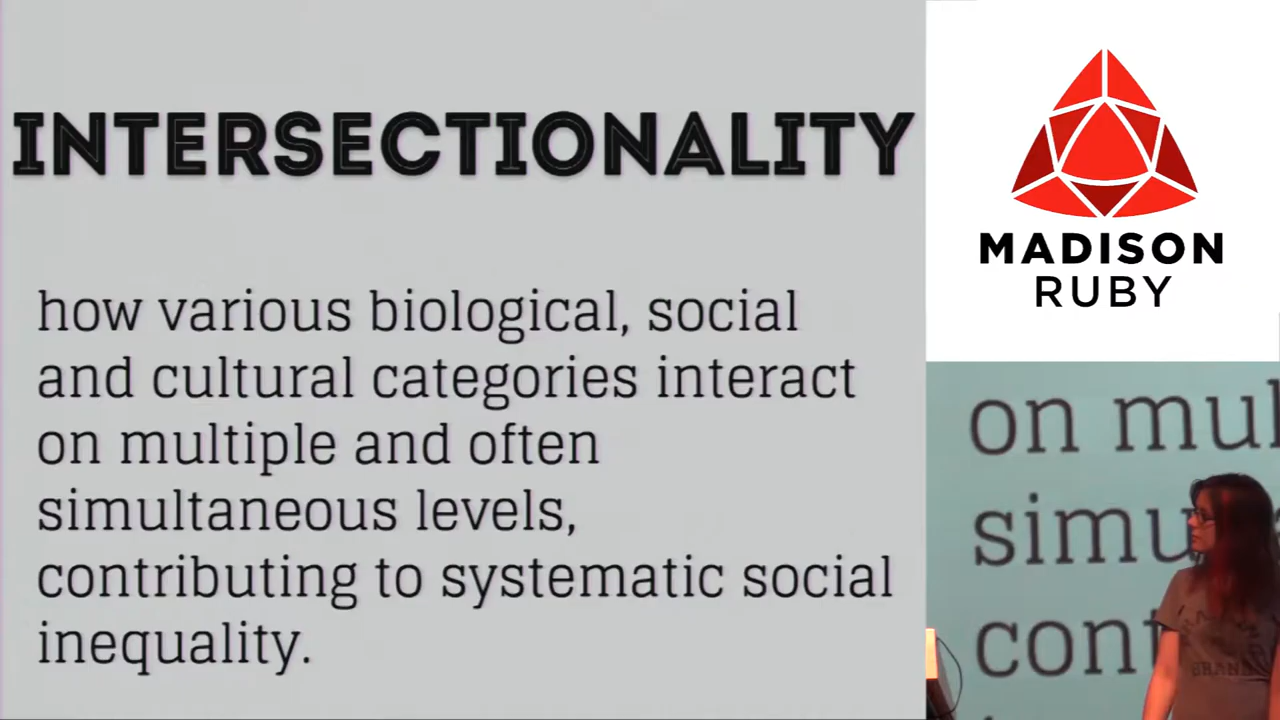 INTERSECTIONALITY
how various biological, social
and cultural categories interact
on multiple and often
simultaneous levels,
contributing to systematic social
inequality.
MADISON
RUBY
on mul
simu
cont